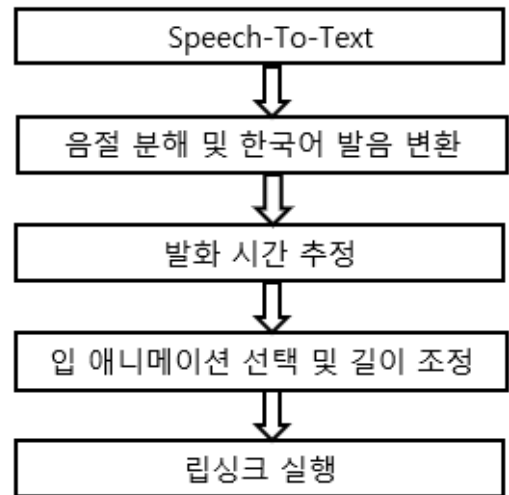 Speech-To-Text
음절 분해 및 한국어 발음 변환
발화 시간 추정
입 애니메이션 선택 및 길이 조정
립싱크 실행